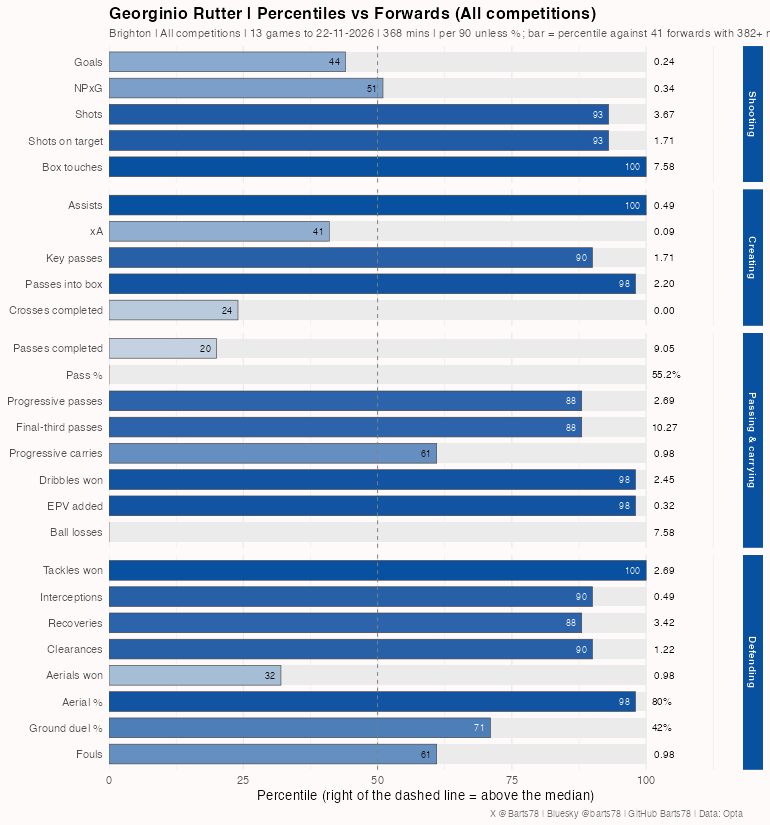 Georginio Rutter | Percentiles vs Forwards (All competitions)
Brighton | All competitions | 13 games to 22-11-2026 | 368 mins | per 90 unless %; bar = percentile against 41 forwards with 382+
Shooting
Goals 44 0.24
NPxG 51 0.34
Shots 93 3.67
Shots on target 93 1.71
Box touches 100 7.58
Creating
Assists 100 0.49
xA 41 0.09
Key passes 90 1.71
Passes into box 98 2.20
Crosses completed 24 0.00
Passing & carrying
Passes completed 20 9.05
Pass % 55.2%
Progressive passes 88 2.69
Final-third passes 88 10.27
Progressive carries 61 0.98
Dribbles won 98 2.45
EPV added 98 0.32
Ball losses 7.58
Defending
Tackles won 100 2.69
Interceptions 90 0.49
Recoveries 88 3.42
Clearances 90 1.22
Aerials won 32 0.98
Aerial % 98 80%
Ground duel % 71 42%
Fouls 61 0.98
0 25 50 75 100
Percentile (right of the dashed line = above the median)
X @Barts78 | Bluesky @barts78 | GitHub Barts78 | Data: Opta